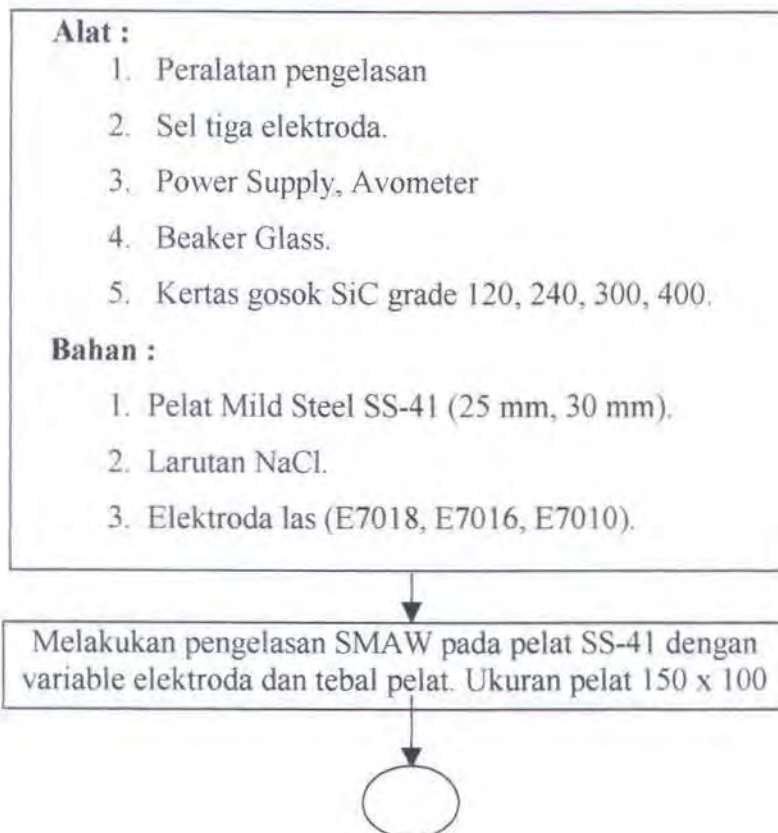 Alat :
1. Peralatan pengelasan
2. Sel tiga elektroda.
3. Power Supply, Avometer
4. Beaker Glass.
5. Kertas gosok SiC grade 120, 240, 300, 400.
Bahan :
1. Pelat Mild Steel SS-41 (25 mm, 30 mm).
2. Larutan NaCl.
3. Elektroda las (E7018, E7016, E7010).
Melakukan pengelasan SMAW pada pelat SS-41 dengan
variable elektroda dan tebal pelat. Ukuran pelat 150 x 100